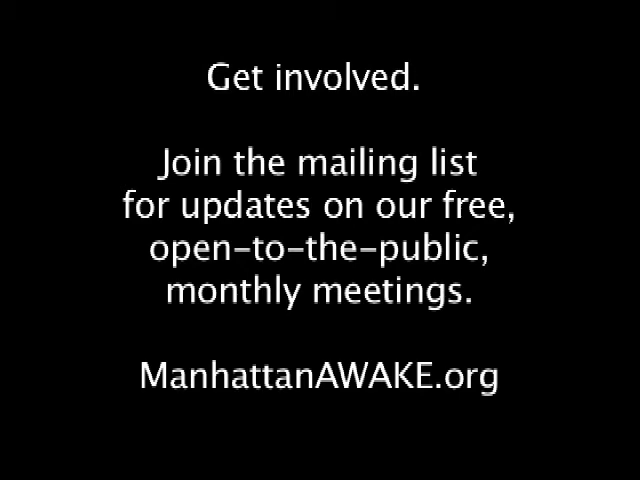 Get involved.
Join the mailing list
for updates on our free,
open-to-the-public,
monthly meetings.
ManhattanAWAKE.org